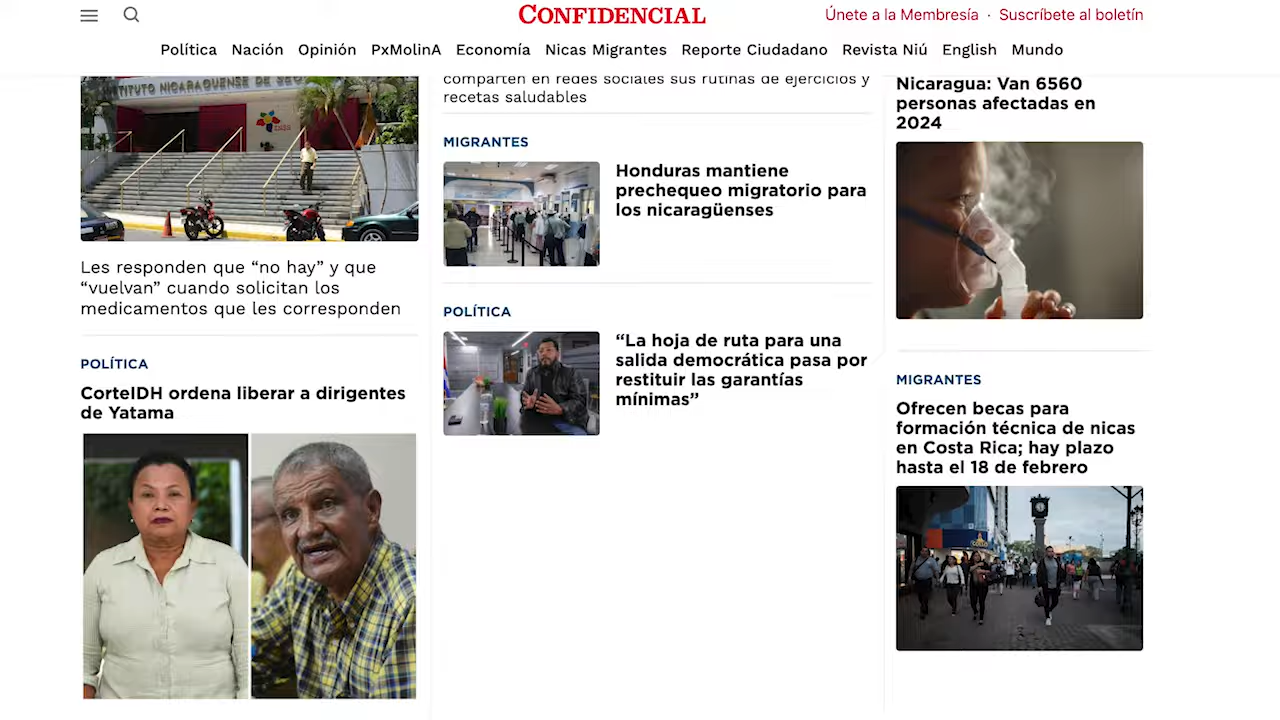 CONFIDENCIAL
Únete a la Membresía · Suscríbete al boletín
Política Nación Opinión PxMolinA Economía Nicas Migrantes Reporte Ciudadano Revista Niú English Mundo
INSTITUTO NICARAGUENSE DE
INSS
Les responden que “no hay” y que
“vuelvan” cuando solicitan los
medicamentos que les corresponden
POLÍTICA
CorteIDH ordena liberar a dirigentes
de Yatama
comparten en redes sociales sus rutinas de ejercicios y
recetas saludables
MIGRANTES
Honduras mantiene
prechequeo migratorio para
los nicaragüenses
POLÍTICA
“La hoja de ruta para una
salida democrática pasa por
restituir las garantías
mínimas”
Nicaragua: Van 6560
personas afectadas en
2024
MIGRANTES
Ofrecen becas para
formación técnica de nicas
en Costa Rica; hay plazo
hasta el 18 de febrero